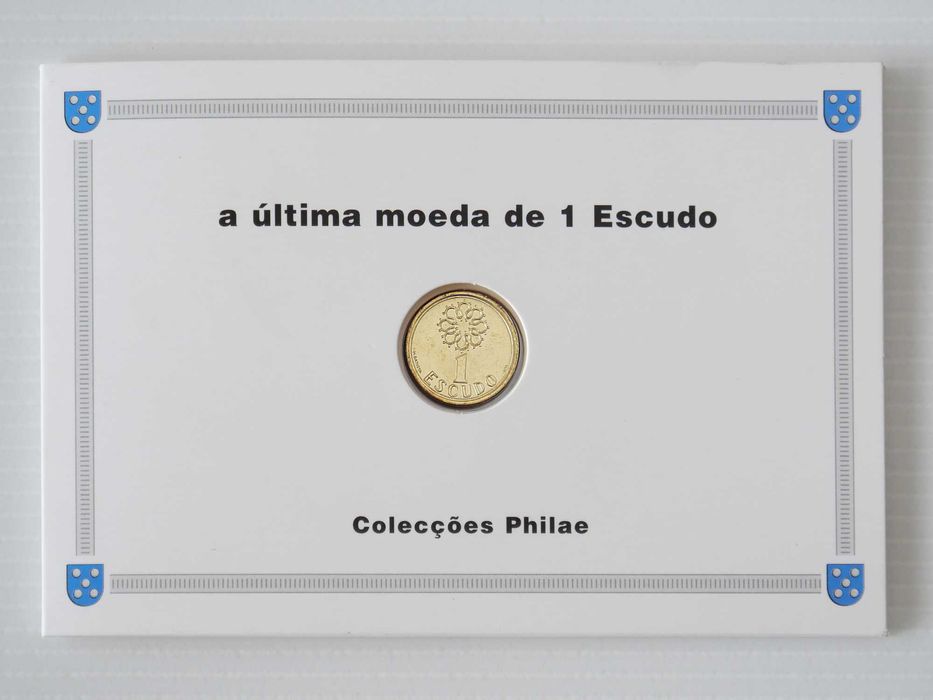 a última moeda de 1 Escudo
1
ESCUDO
Colecções Philae